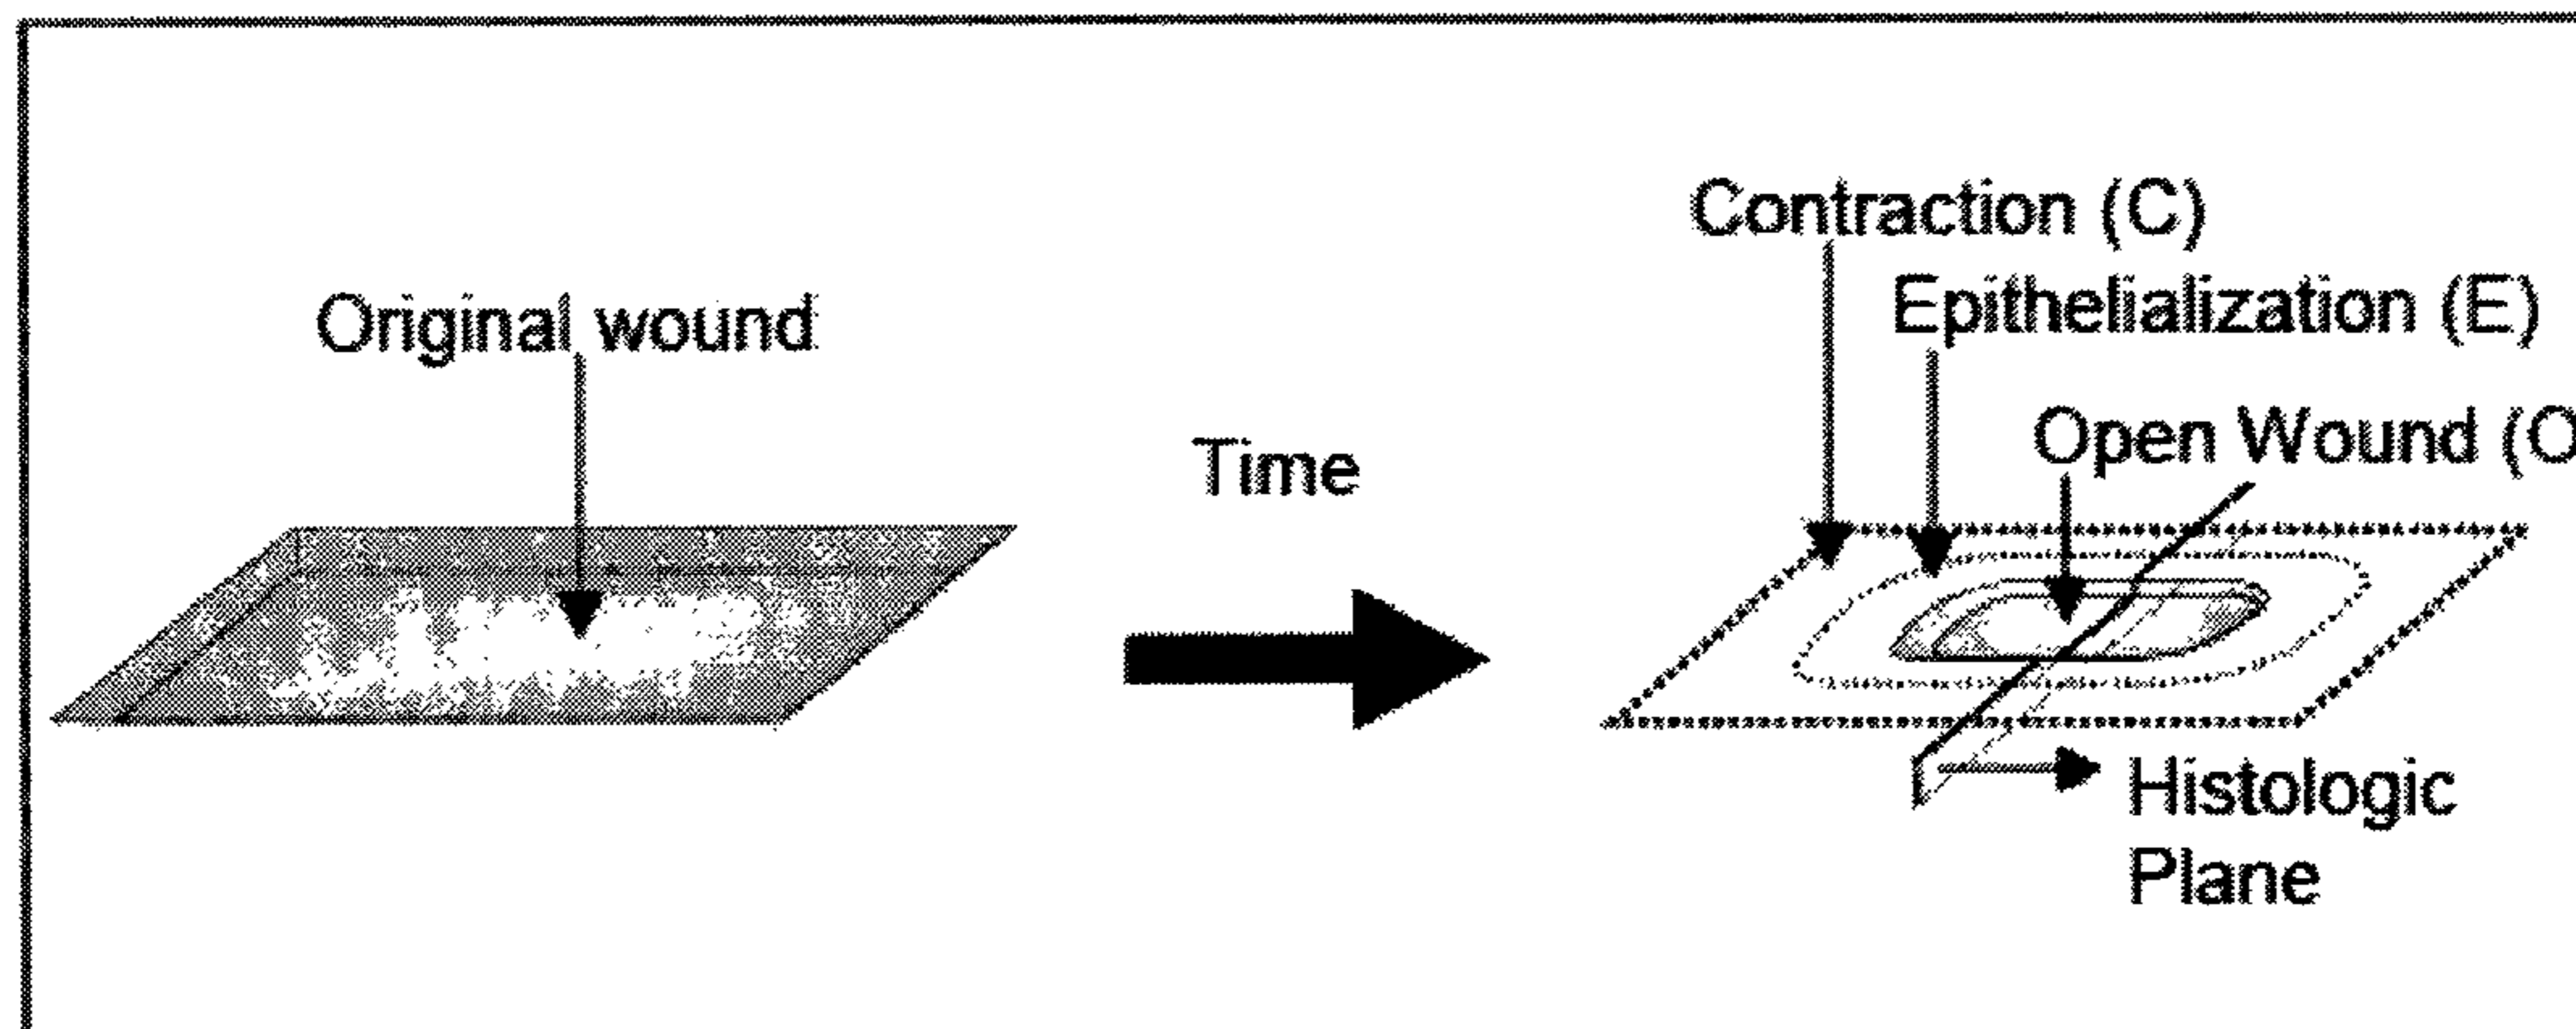 Original wound
Time
Contraction (C)
Epithelialization (E)
Open Wound (O
Histologic
Plane